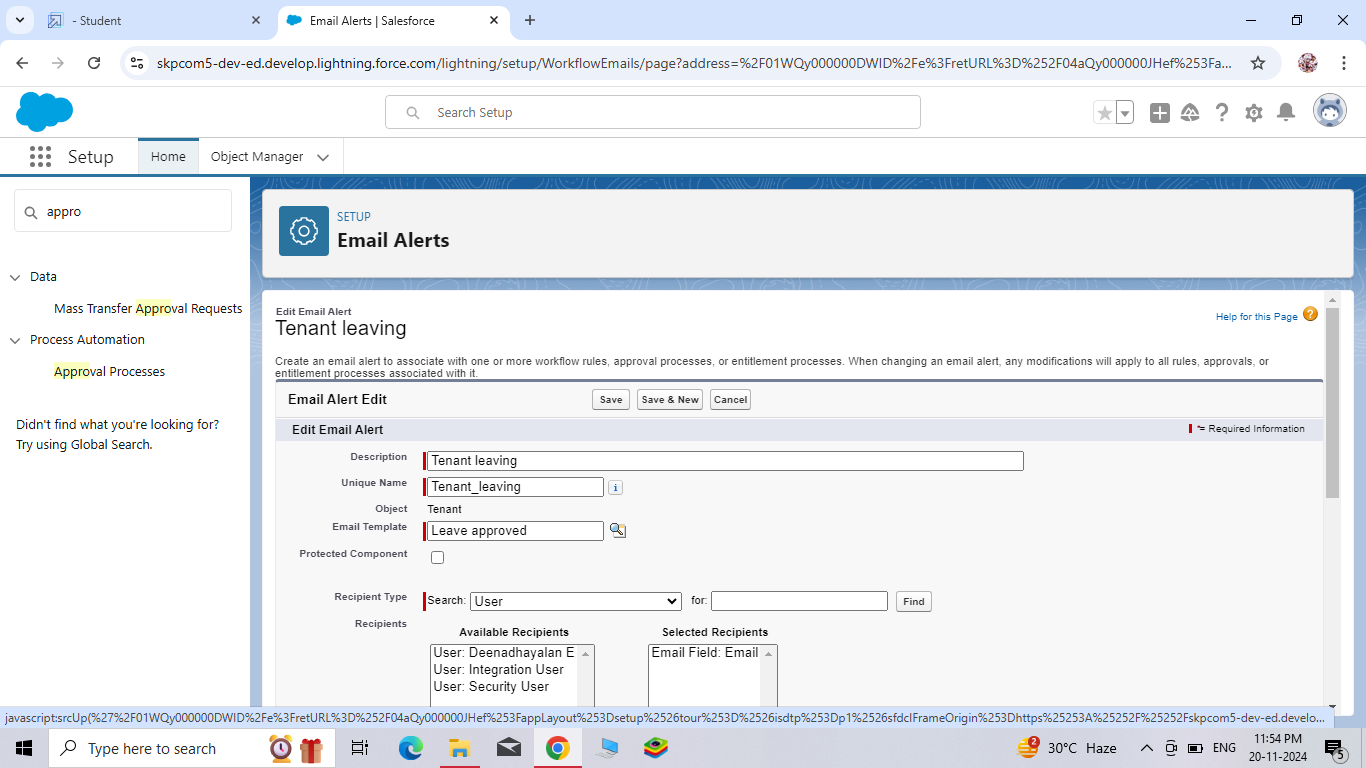 - Student
Email Alerts | Salesforce
skpcom5-dev-ed.develop.lightning.force.com/lightning/setup/WorkflowEmails/page?address=%2F01WQy000000DWID%2Fe%3FretURL%3D%252F04aQy000000JHef%253Fa...
Search Setup
Setup
Home
Object Manager
appro
Data
Mass Transfer Approval Requests
Process Automation
Approval Processes
Didn't find what you're looking for?
Try using Global Search.
SETUP
Email Alerts
Edit Email Alert
Tenant leaving
Help for this Page
Create an email alert to associate with one or more workflow rules, approval processes, or entitlement processes. When changing an email alert, any modifications will apply to all rules, approvals, or
entitlement processes associated with it.
Email Alert Edit
Save
Save & New
Cancel
Edit Email Alert
= Required Information
Description
Tenant leaving
Unique Name
Tenant_leaving
i
Object
Tenant
Email Template
Leave approved
Protected Component
Recipient Type
Search:
User
for:
Find
Recipients
Available Recipients
Selected Recipients
User: Deenadhayalan E
User: Integration User
User: Security User
Email Field: Email
javascript:srcUp(%27%2F01WQy000000DWID%2Fe%3FretURL%3D%252F04aQy000000JHef%253FappLayout%253Dsetup%2526tour%253D%2526isdtp%253Dp1%2526sfdcIFrameOrigin%253Dhttps%25253A%25252F%25252Fskpcom5-dev-ed.develo...
Type here to search
2
30°C Haze
ENG
11:54 PM
20-11-2024
5